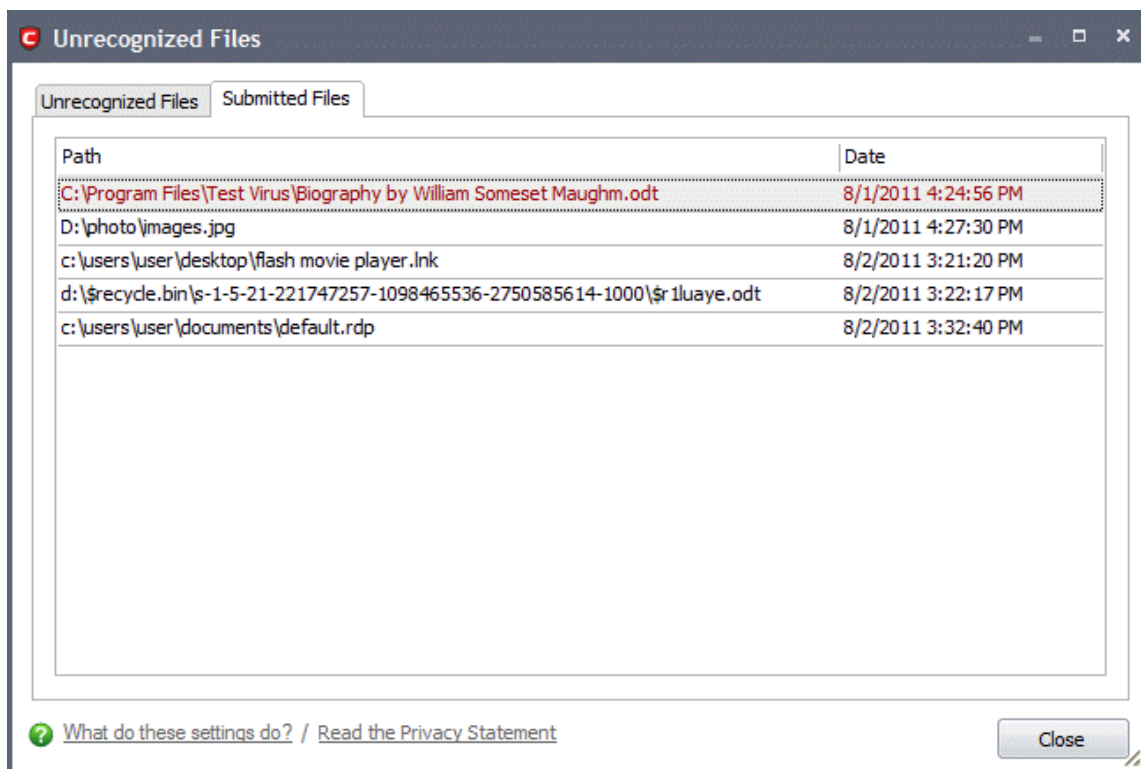 Unrecognized Files
Unrecognized Files Submitted Files
Path Date
C:\Program Files\Test Virus\Biography by William Someset Maughm.odt 8/1/2011 4:24:56 PM
D:\photo\images.jpg 8/1/2011 4:27:30 PM
c:\users\user\desktop\flash movie player.lnk 8/2/2011 3:21:20 PM
d:\$recycle.bin\s-1-5-21-221747257-1098465536-2750585614-1000\$r1luaye.odt 8/2/2011 3:22:17 PM
c:\users\user\documents\default.rdp 8/2/2011 3:32:40 PM
What do these settings do? / Read the Privacy Statement
Close